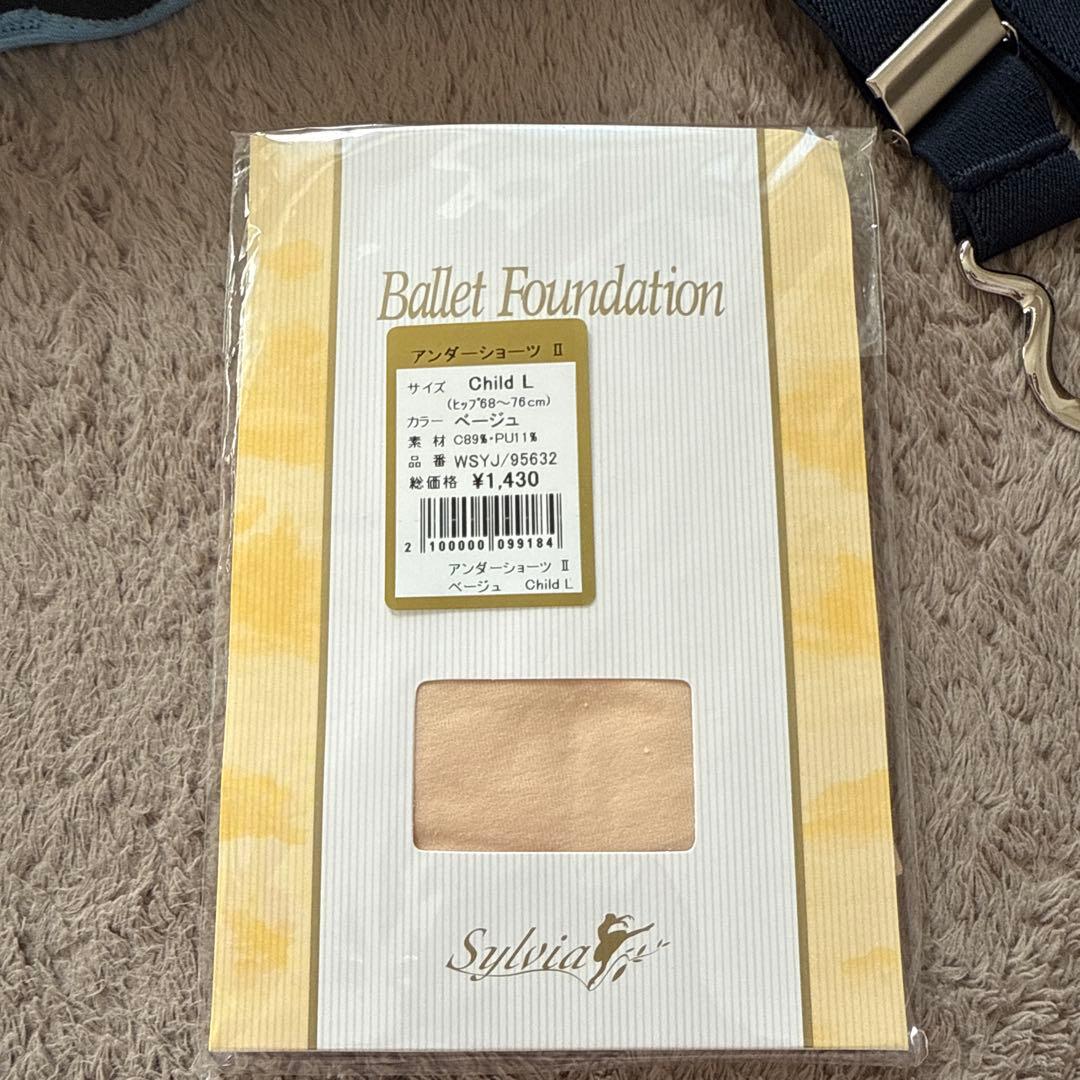 Ballet Foundation
アンダーショーツ Ⅱ
サイズ Child L
(ヒップ68～76cm)
カラー ベージュ
素 材 C89%・PU11%
品 番 WSYJ/95632
総価格 ¥1,430
2 100000 099184
アンダーショーツ Ⅱ
ベージュ Child L
Sylvia